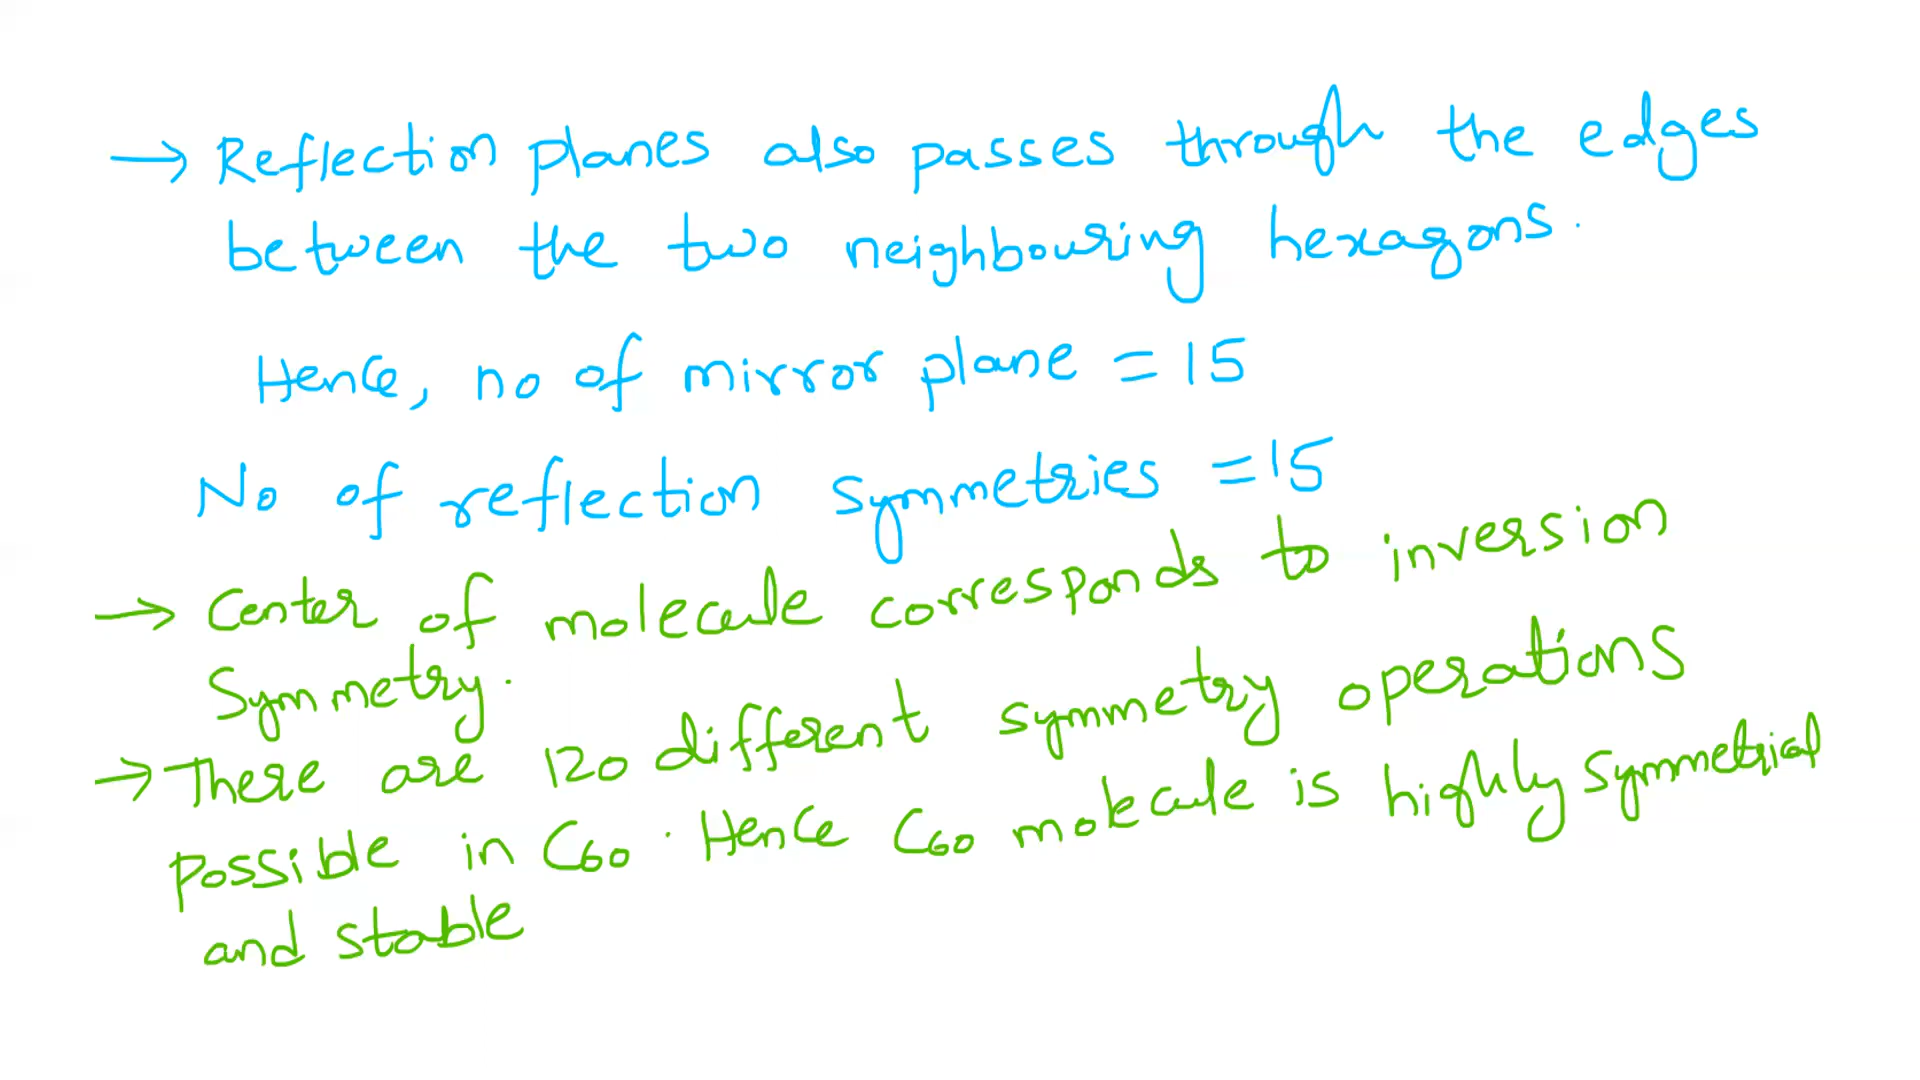 → Reflection planes also passes through the edges
between the two neighbouring hexagons.
Hence, no of mirror plane = 15
No of reflection symmetries = 15
→ Center of molecule corresponds to inversion
Symmetry.
→ There are 120 different symmetry operations
possible in C60. Hence C60 molecule is highly symmetrical
and stable